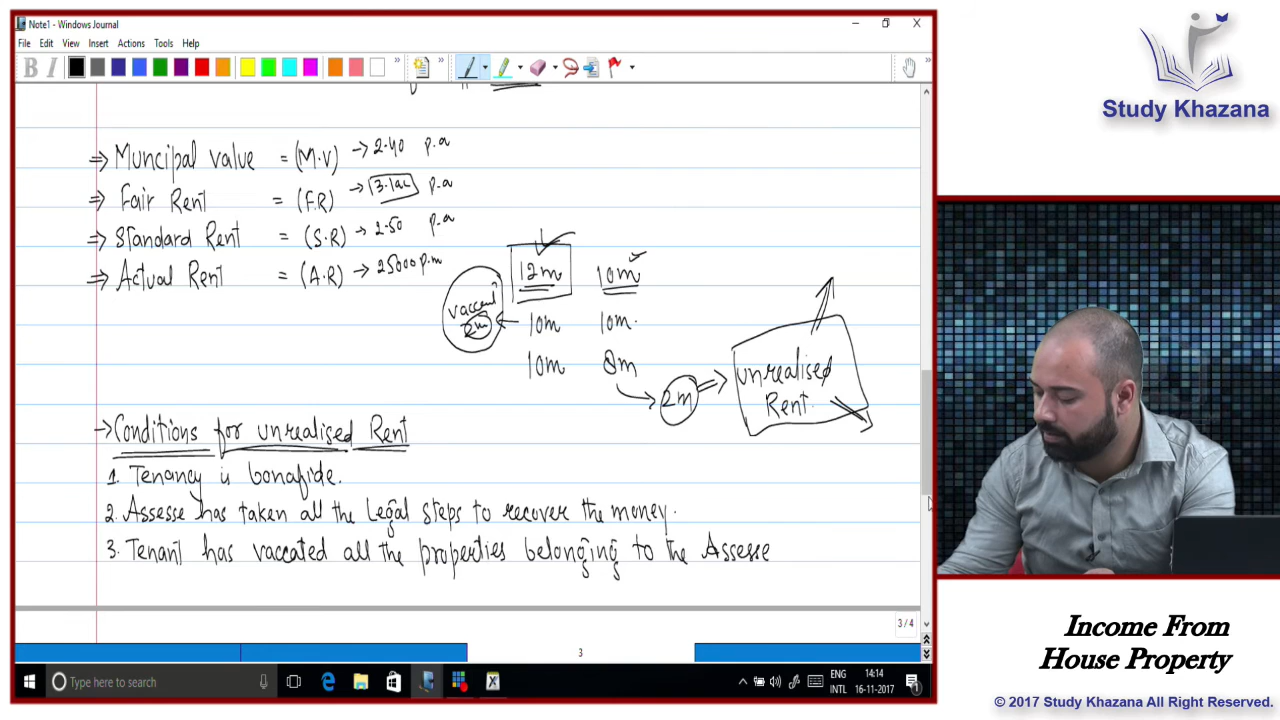 Note1 - Windows Journal
File Edit View Insert Actions Tools Help
Study Khazana
⇒ Muncipal value = (M.V) → 2.40 p.a
⇒ Fair Rent = (F.R) → 3.lac p.a
⇒ Standard Rent = (S.R) → 2.50 p.a
⇒ Actual Rent = (A.R) → 25000 p.m
12m 10m
vaccant 2m 10m 10m.
10m 8m
2m ⇒ unrealised Rent.
→ Conditions for unrealised Rent
1. Tenancy is bonafide.
2. Assesse has taken all the Legal steps to recover the money.
3. Tenant has vaccated all the properties belonging to the Assesse
3 / 4
3
Type here to search
ENG
INTL
14:14
16-11-2017
Income From
House Property
© 2017 Study Khazana All Right Reserved.